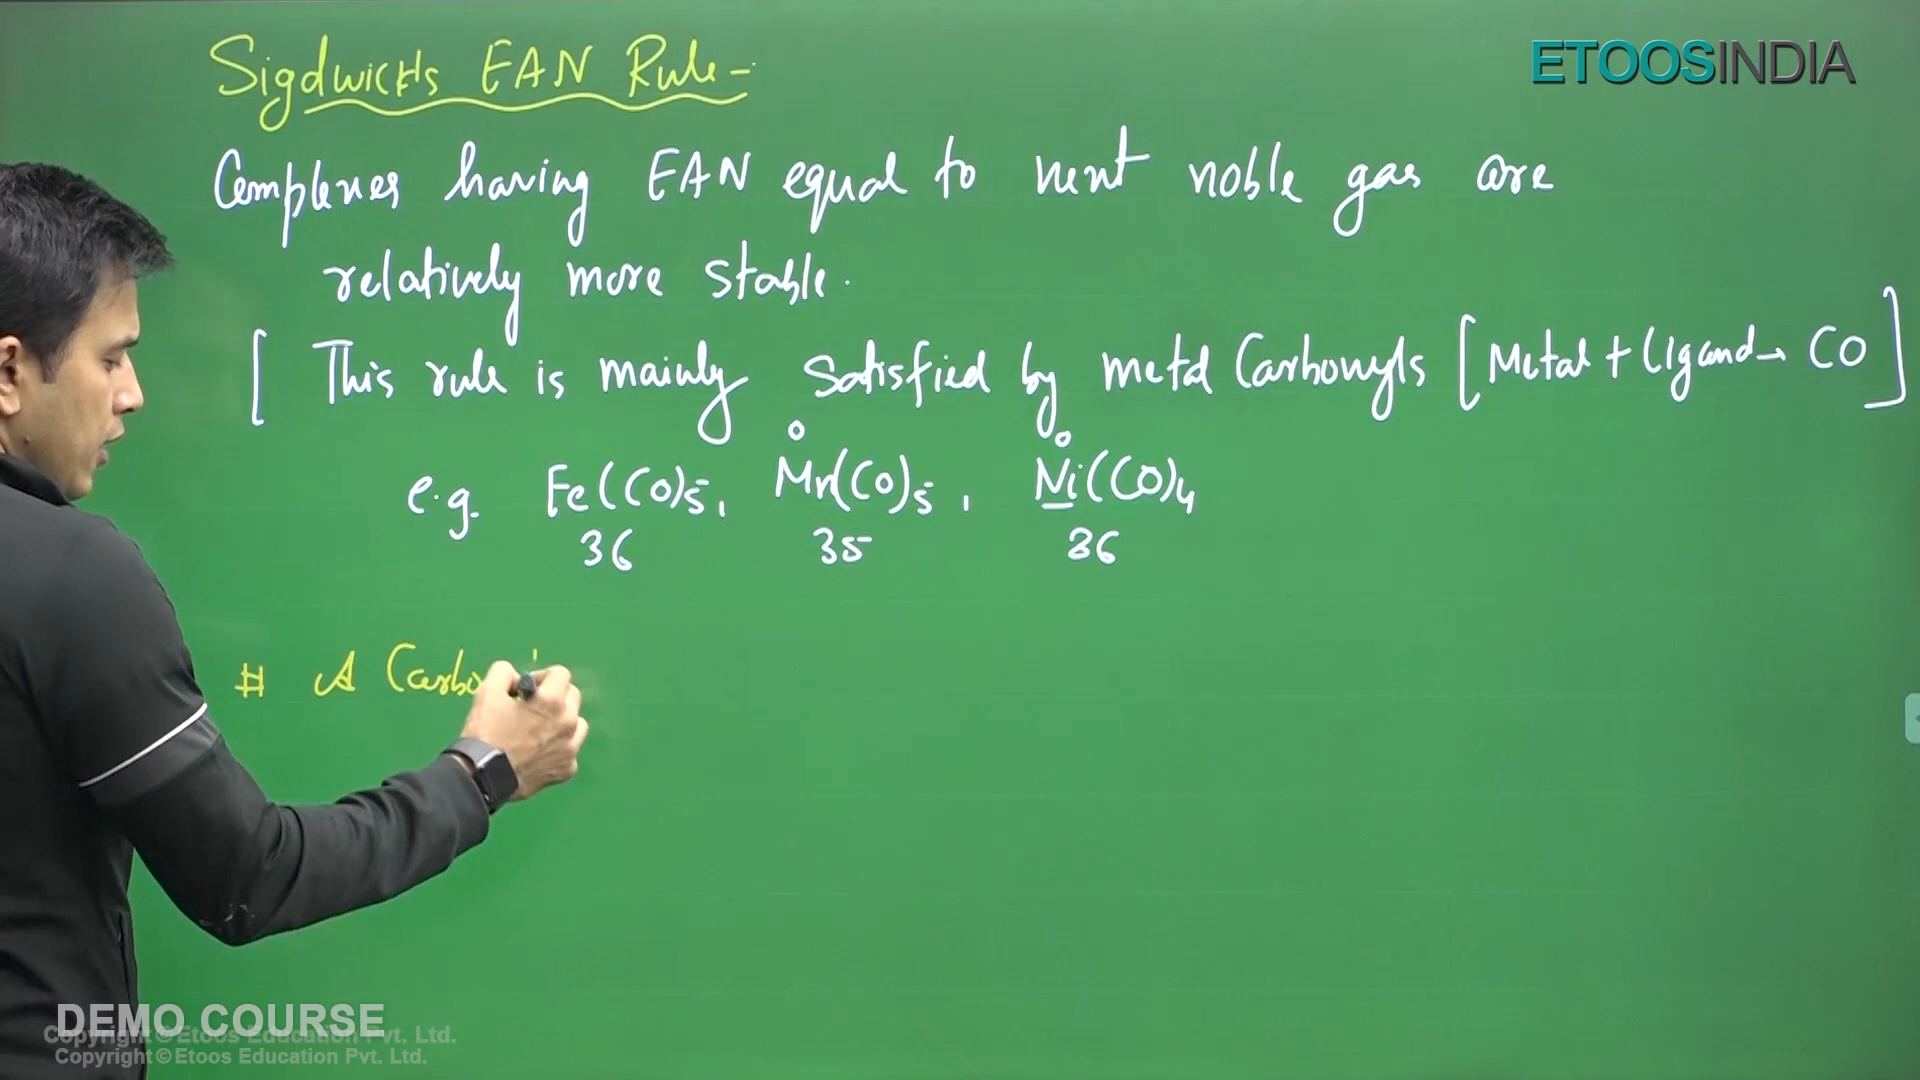 Sigdwick's EAN Rule-
ETOOSINDIA
Complexes having EAN equal to next noble gas are
relatively more stable.
[ This rule is mainly satisfied by metal Carbonyls [Metal + ligand → CO]
e.g. Fe(CO)5, Mn(CO)5, Ni(CO)4
o o
36 35 36
# A Carbo
DEMO COURSE
Copyright © Etoos Education Pvt. Ltd.
Copyright © Etoos Education Pvt. Ltd.